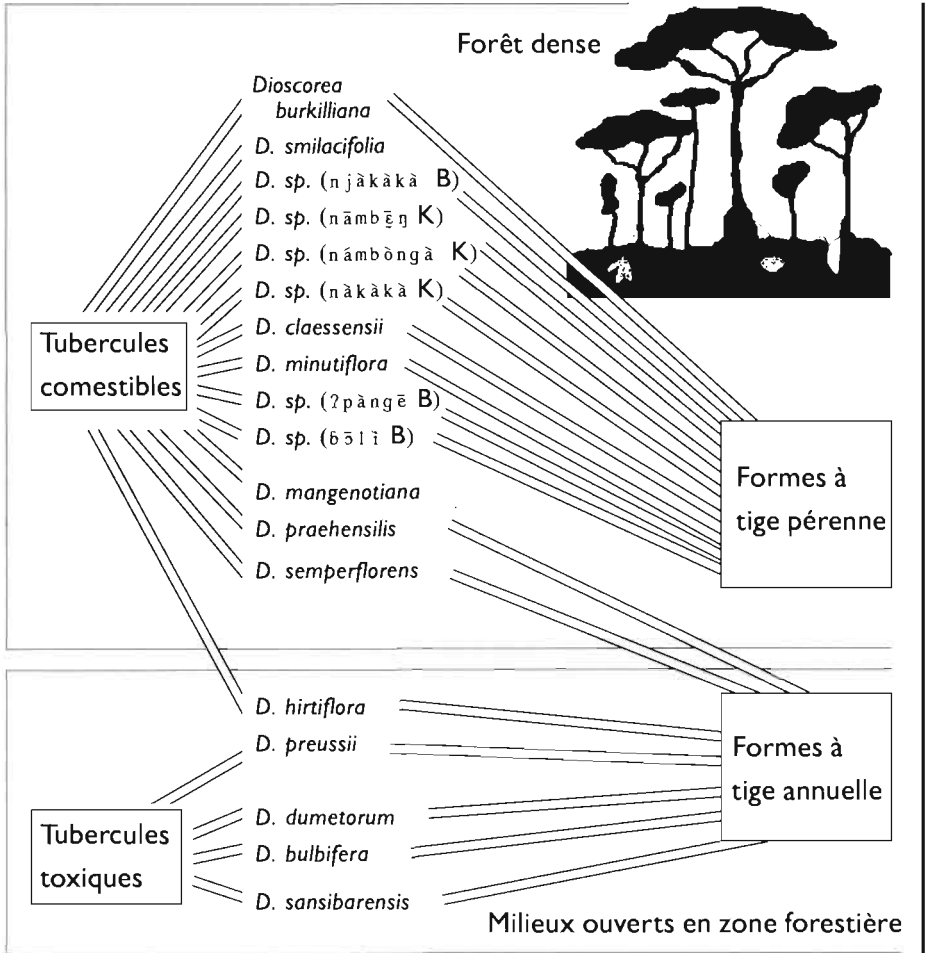 Forêt dense
Dioscorea
burkilliana
D. smilacifolia
D. sp. (njàkàkà B)
D. sp. (nāmbḛ̄ŋ K)
D. sp. (námbòngà K)
D. sp. (nàkàkà K)
D. claessensii
D. minutiflora
D. sp. (ʔpàngē B)
D. sp. (ɓɔ̄lì B)
D. mangenotiana
D. praehensilis
D. semperflorens
Tubercules
comestibles
Formes à
tige pérenne
D. hirtiflora
D. preussii
D. dumetorum
D. bulbifera
D. sansibarensis
Tubercules
toxiques
Formes à
tige annuelle
Milieux ouverts en zone forestière